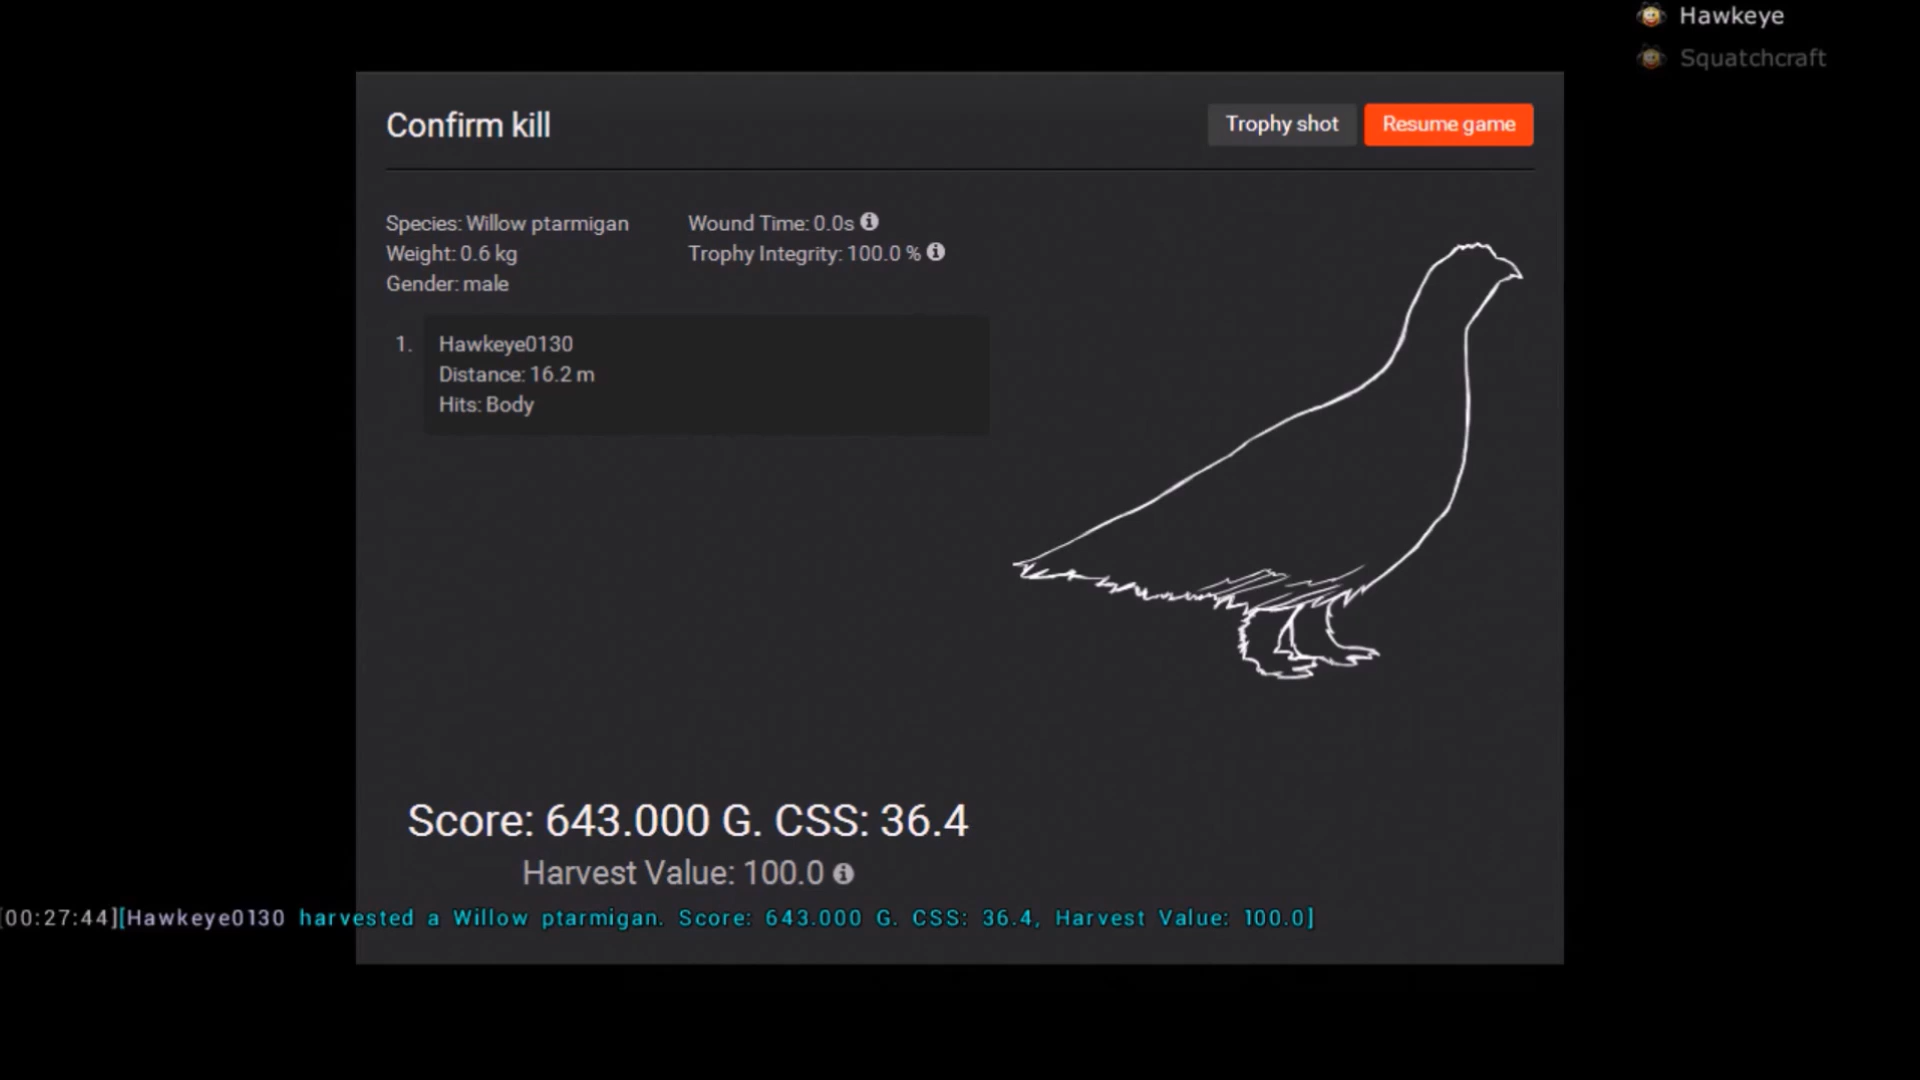 Hawkeye
Squatchcraft
Confirm kill
Trophy shot
Resume game
Species: Willow ptarmigan
Weight: 0.6 kg
Gender: male
Wound Time: 0.0s
Trophy Integrity: 100.0 %
1.
Hawkeye0130
Distance: 16.2 m
Hits: Body
Score: 643.000 G. CSS: 36.4
Harvest Value: 100.0
[00:27:44][Hawkeye0130 harvested a Willow ptarmigan. Score: 643.000 G. CSS: 36.4, Harvest Value: 100.0]